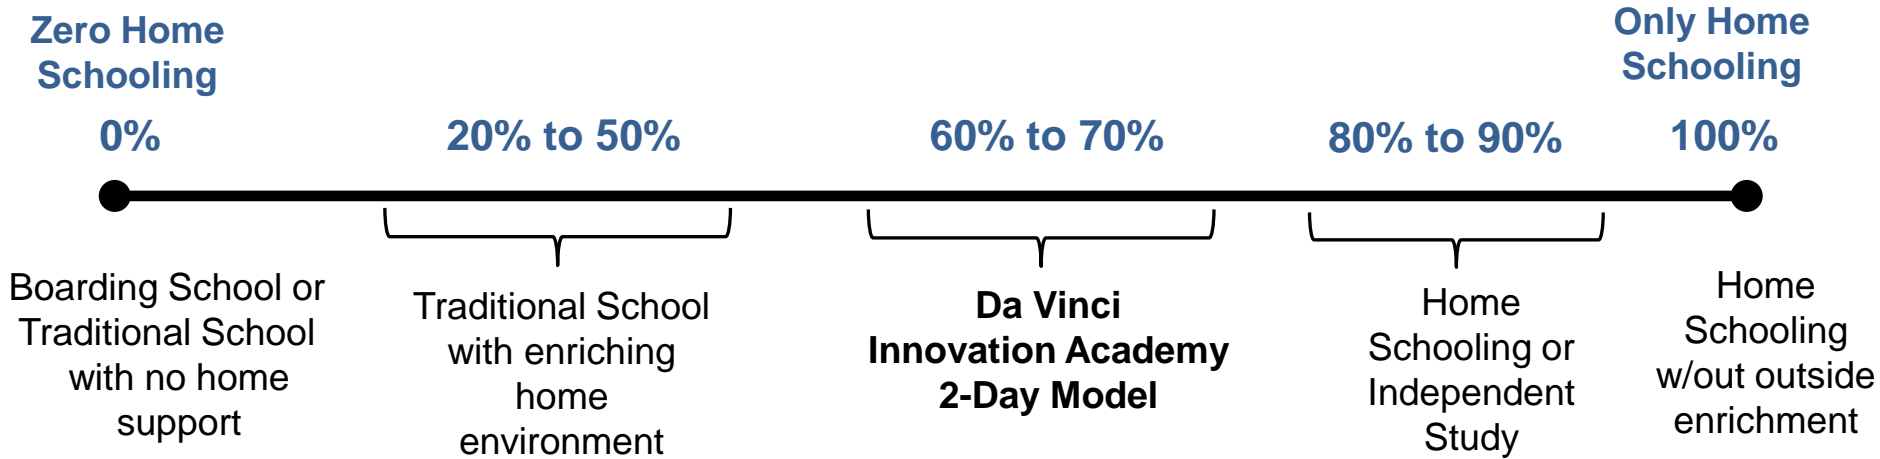 Zero Home
Schooling
Only Home
Schooling
0%
20% to 50%
60% to 70%
80% to 90%
100%
Boarding School or
Traditional School
with no home
support
Traditional School
with enriching
home
environment
Da Vinci
Innovation Academy
2-Day Model
Home
Schooling or
Independent
Study
Home
Schooling
w/out outside
enrichment